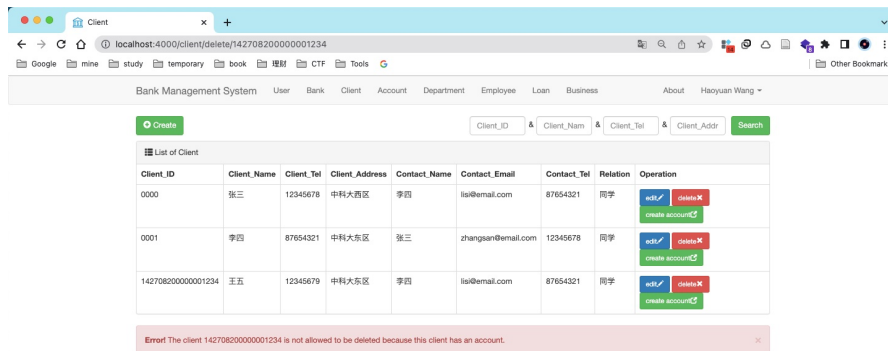 Client
localhost:4000/client/delete/142708200000001234
Google mine study temporary book 理财 CTF Tools Other Bookmark
Bank Management System User Bank Client Account Department Employee Loan Business About Haoyuan Wang
Create Client_ID & Client_Nam & Client_Tel & Client_Addr Search
List of Client
Client_ID Client_Name Client_Tel Client_Address Contact_Name Contact_Email Contact_Tel Relation Operation
0000 张三 12345678 中科大西区 李四 lisi@email.com 87654321 同学 edit delete
create account
0001 李四 87654321 中科大东区 张三 zhangsan@email.com 12345678 同学 edit delete
create account
142708200000001234 王五 12345679 中科大东区 李四 lisi@email.com 87654321 同学 edit delete
create account
Error! The client 142708200000001234 is not allowed to be deleted because this client has an account.